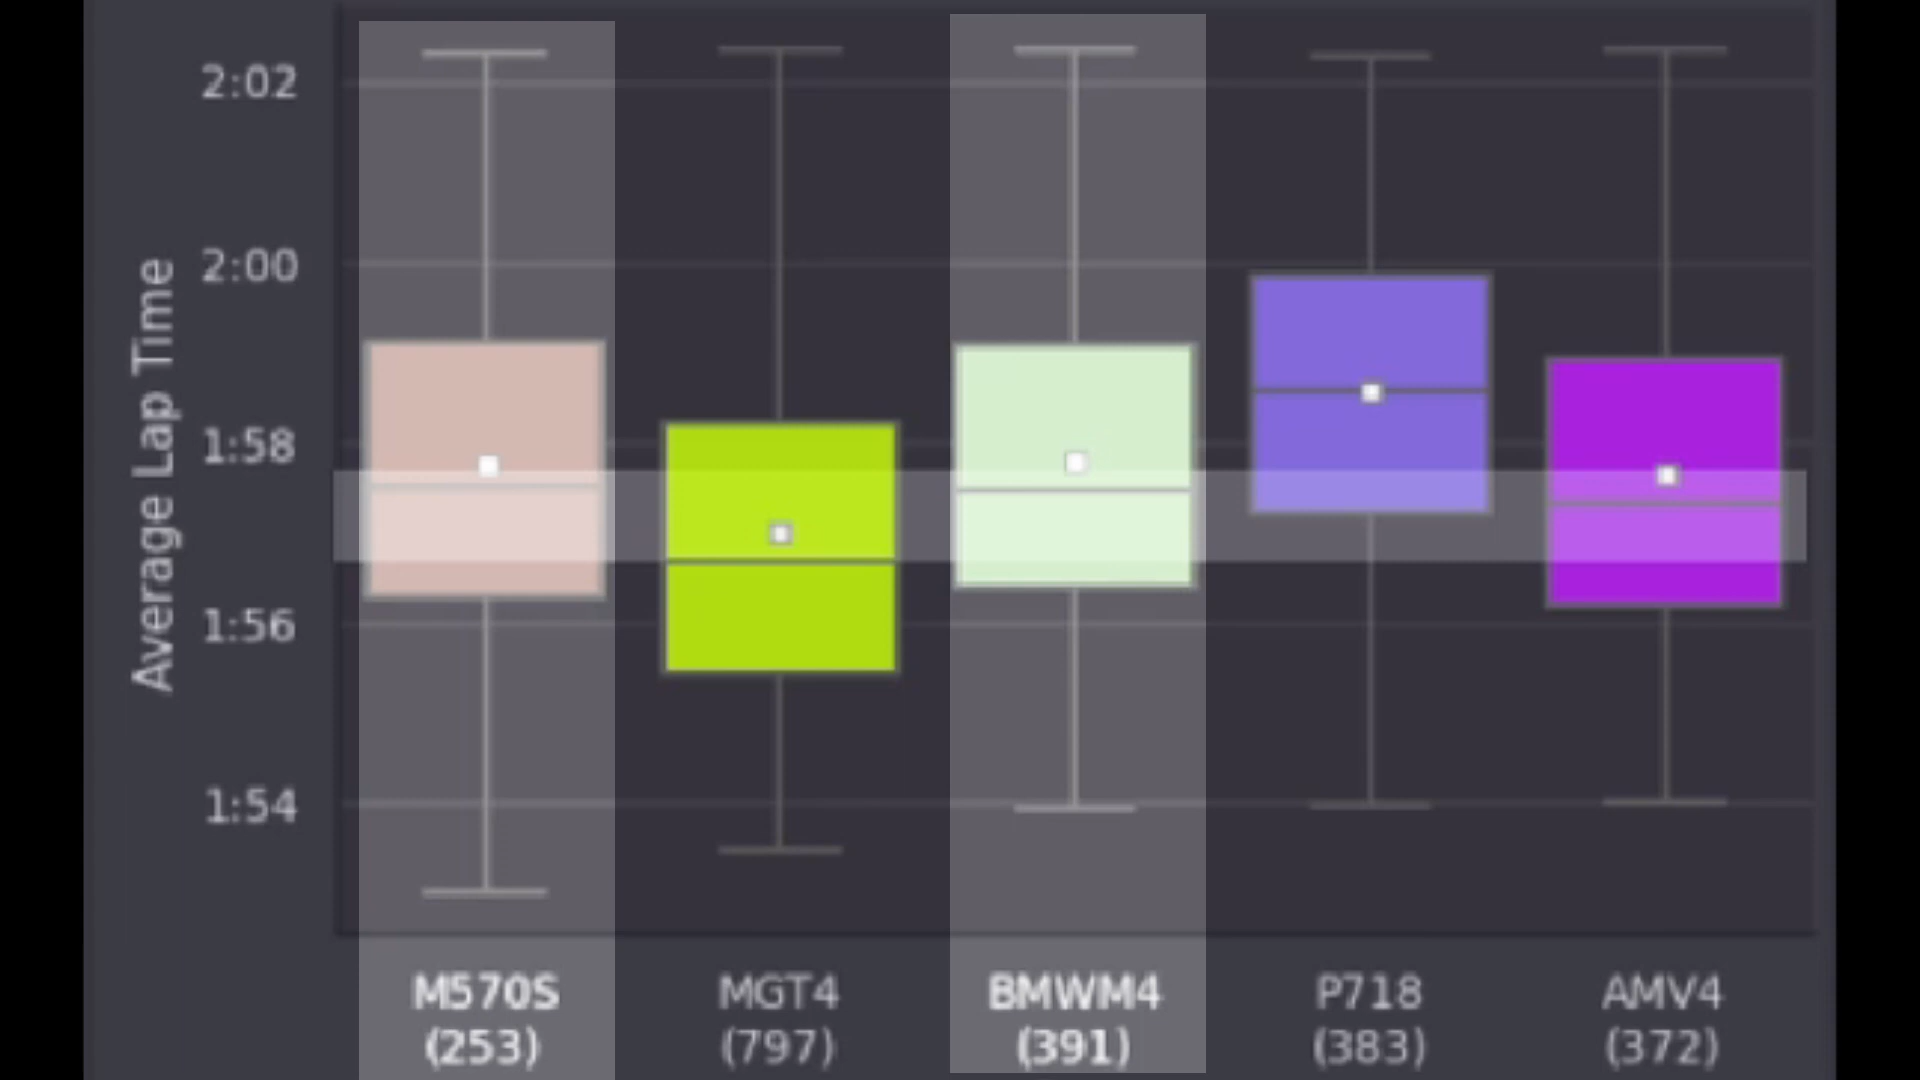 Average Lap Time
2:02
2:00
1:58
1:56
1:54
M570S
(253)
MGT4
(797)
BMWM4
(391)
P718
(383)
AMV4
(372)